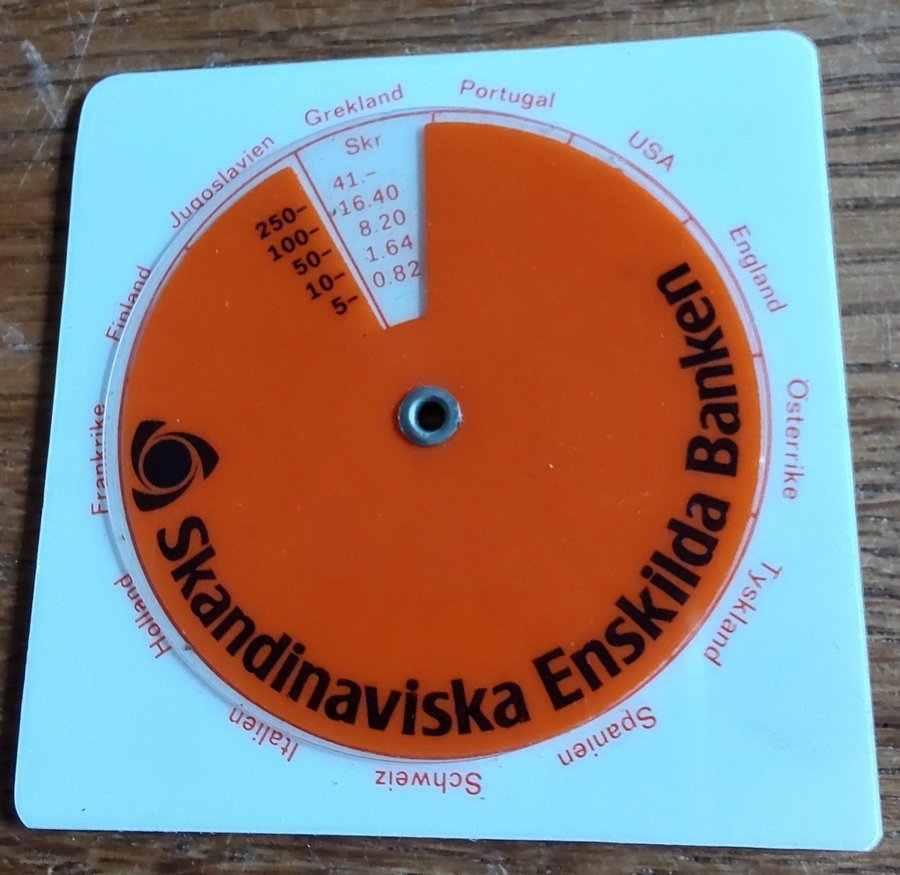 Grekland
Portugal
USA
England
Österrike
Tyskland
Spanien
Schweiz
Italien
Holland
Frankrike
Finland
Jugoslavien
Skr
250- 41.-
100- 16.40
50- 8.20
10- 1.64
5- 0.82
Skandinaviska Enskilda Banken